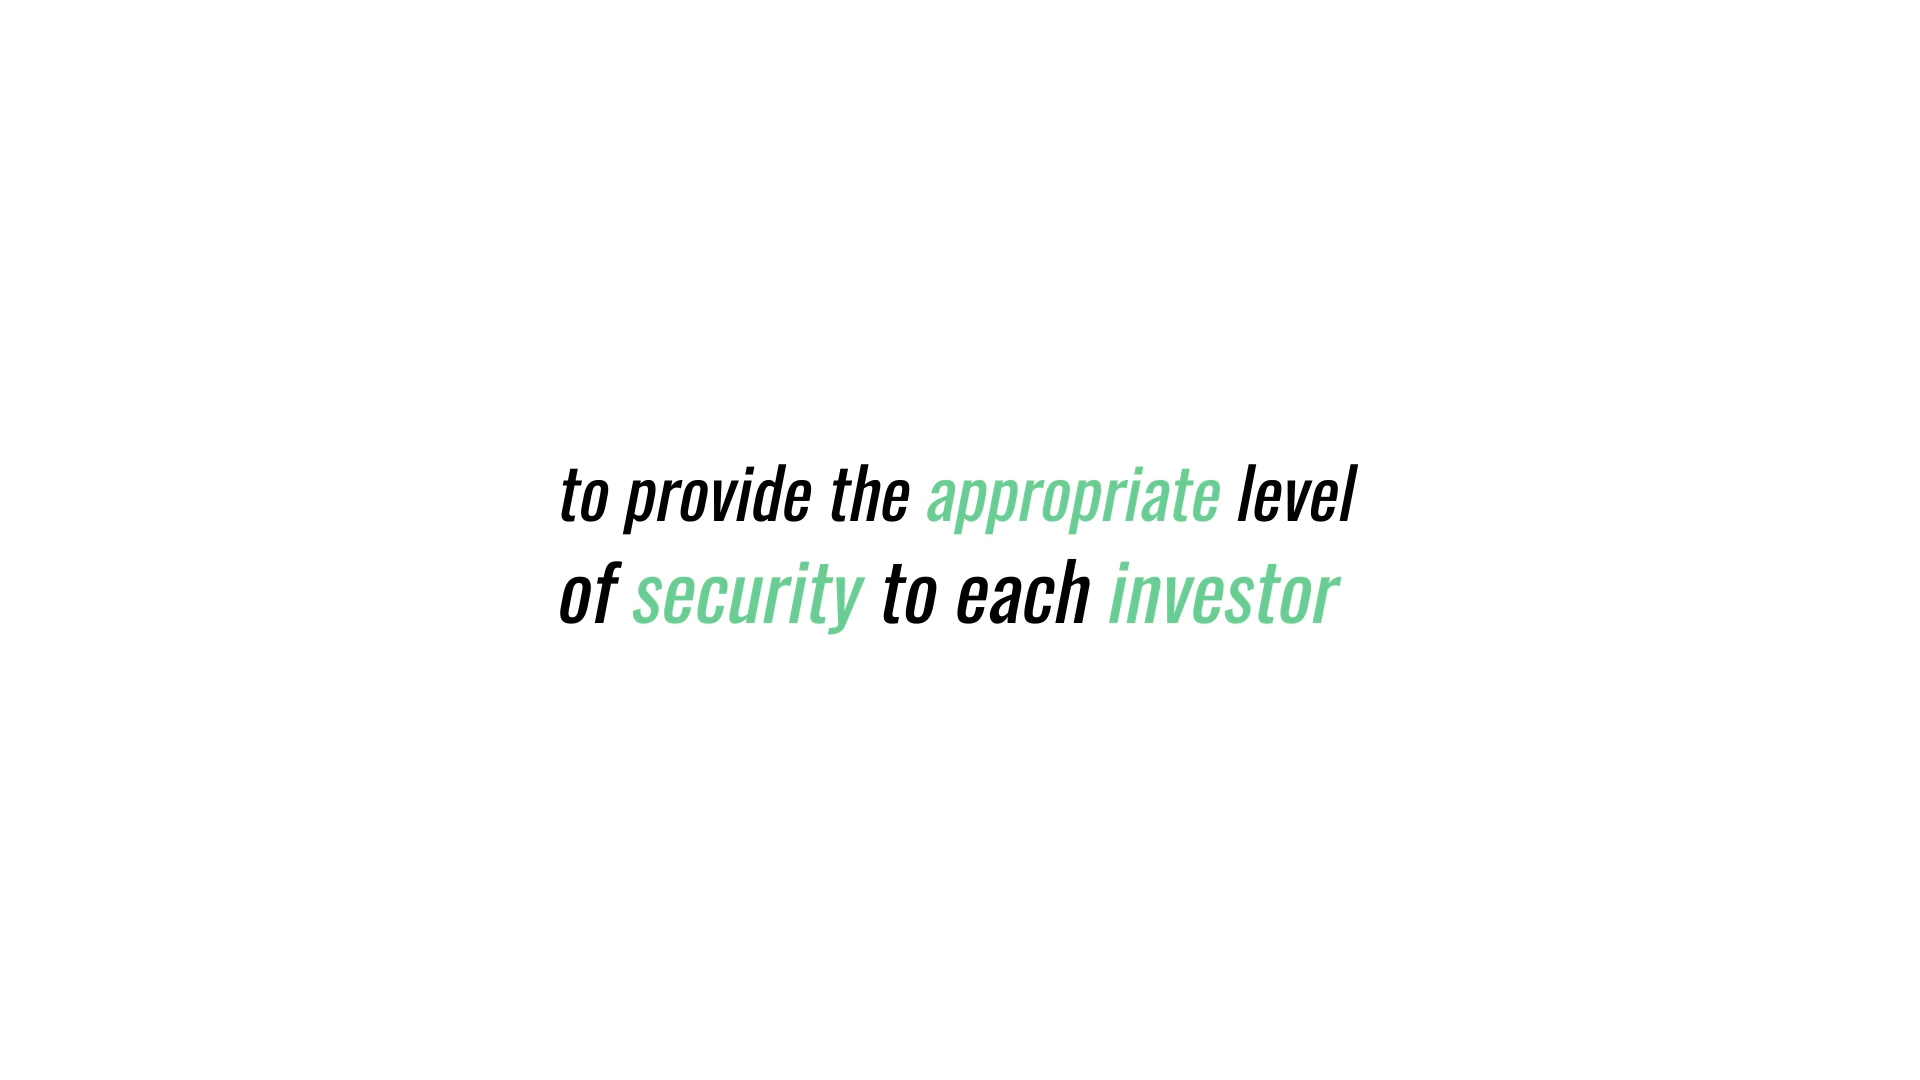 to provide the appropriate level
of security to each investor